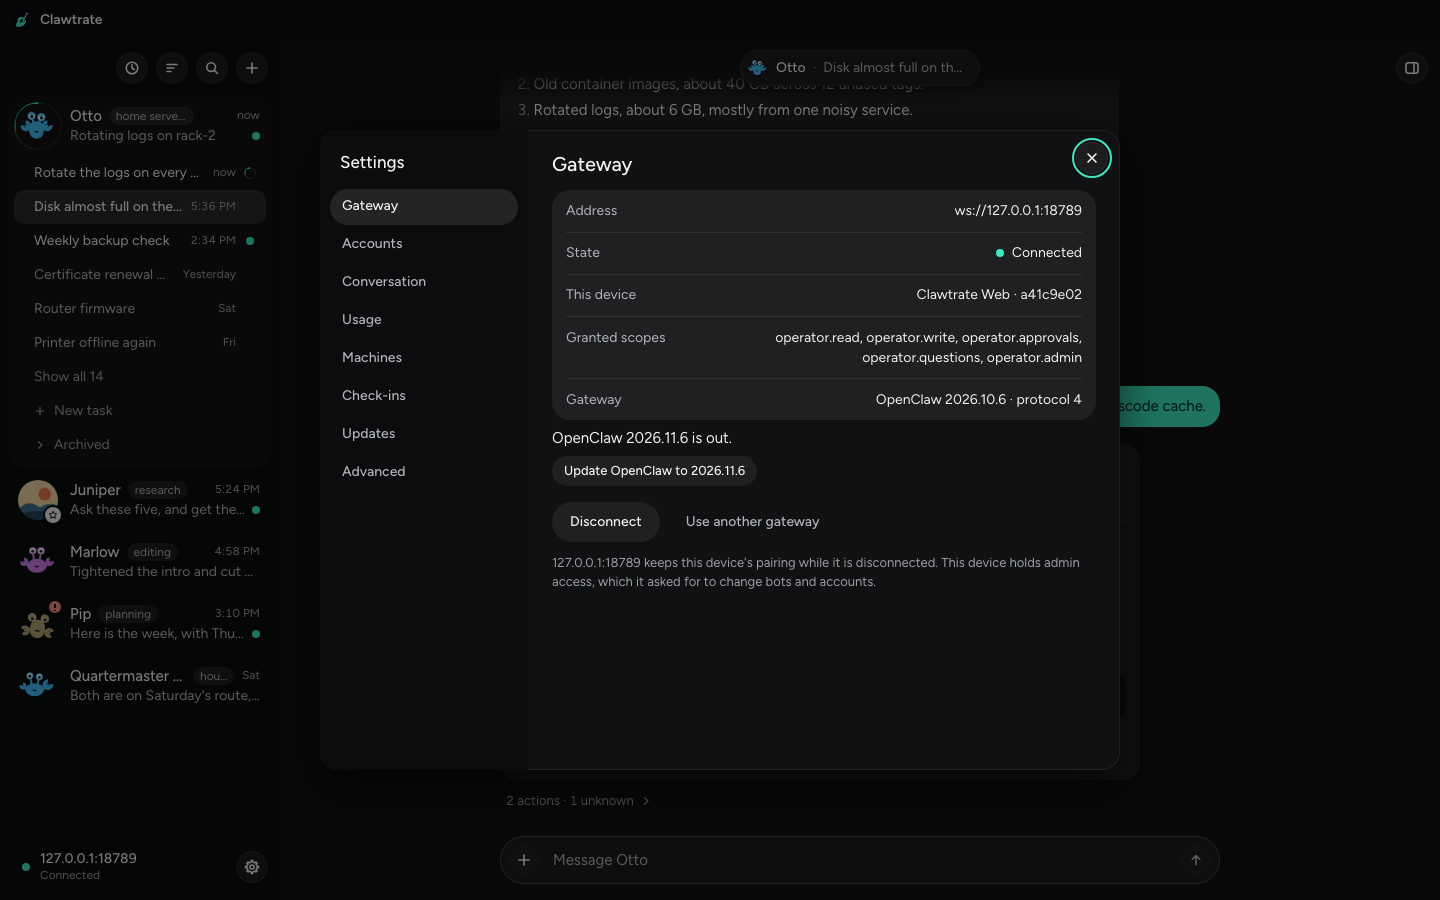 Clawtrate
Otto home serve... now
Rotating logs on rack-2
Rotate the logs on every ... now
Disk almost full on the... 5:36 PM
Weekly backup check 2:34 PM
Certificate renewal ... Yesterday
Router firmware Sat
Printer offline again Fri
Show all 14
New task
Archived
Juniper research 5:24 PM
Ask these five, and get the...
Marlow editing 4:58 PM
Tightened the intro and cut ...
Pip planning 3:10 PM
Here is the week, with Thu...
Quartermaster ... hou... Sat
Both are on Saturday's route,...
127.0.0.1:18789
Connected
Otto · Disk almost full on th...
2. Old container images, about 40 GB across 12 unused tags.
3. Rotated logs, about 6 GB, mostly from one noisy service.
Settings
Gateway
Accounts
Conversation
Usage
Machines
Check-ins
Updates
Advanced
Gateway
Address ws://127.0.0.1:18789
State Connected
This device Clawtrate Web · a41c9e02
Granted scopes operator.read, operator.write, operator.approvals,
operator.questions, operator.admin
Gateway OpenClaw 2026.10.6 · protocol 4
OpenClaw 2026.11.6 is out.
Update OpenClaw to 2026.11.6
Disconnect Use another gateway
127.0.0.1:18789 keeps this device's pairing while it is disconnected. This device holds admin
access, which it asked for to change bots and accounts.
scode cache.
2 actions · 1 unknown
Message Otto